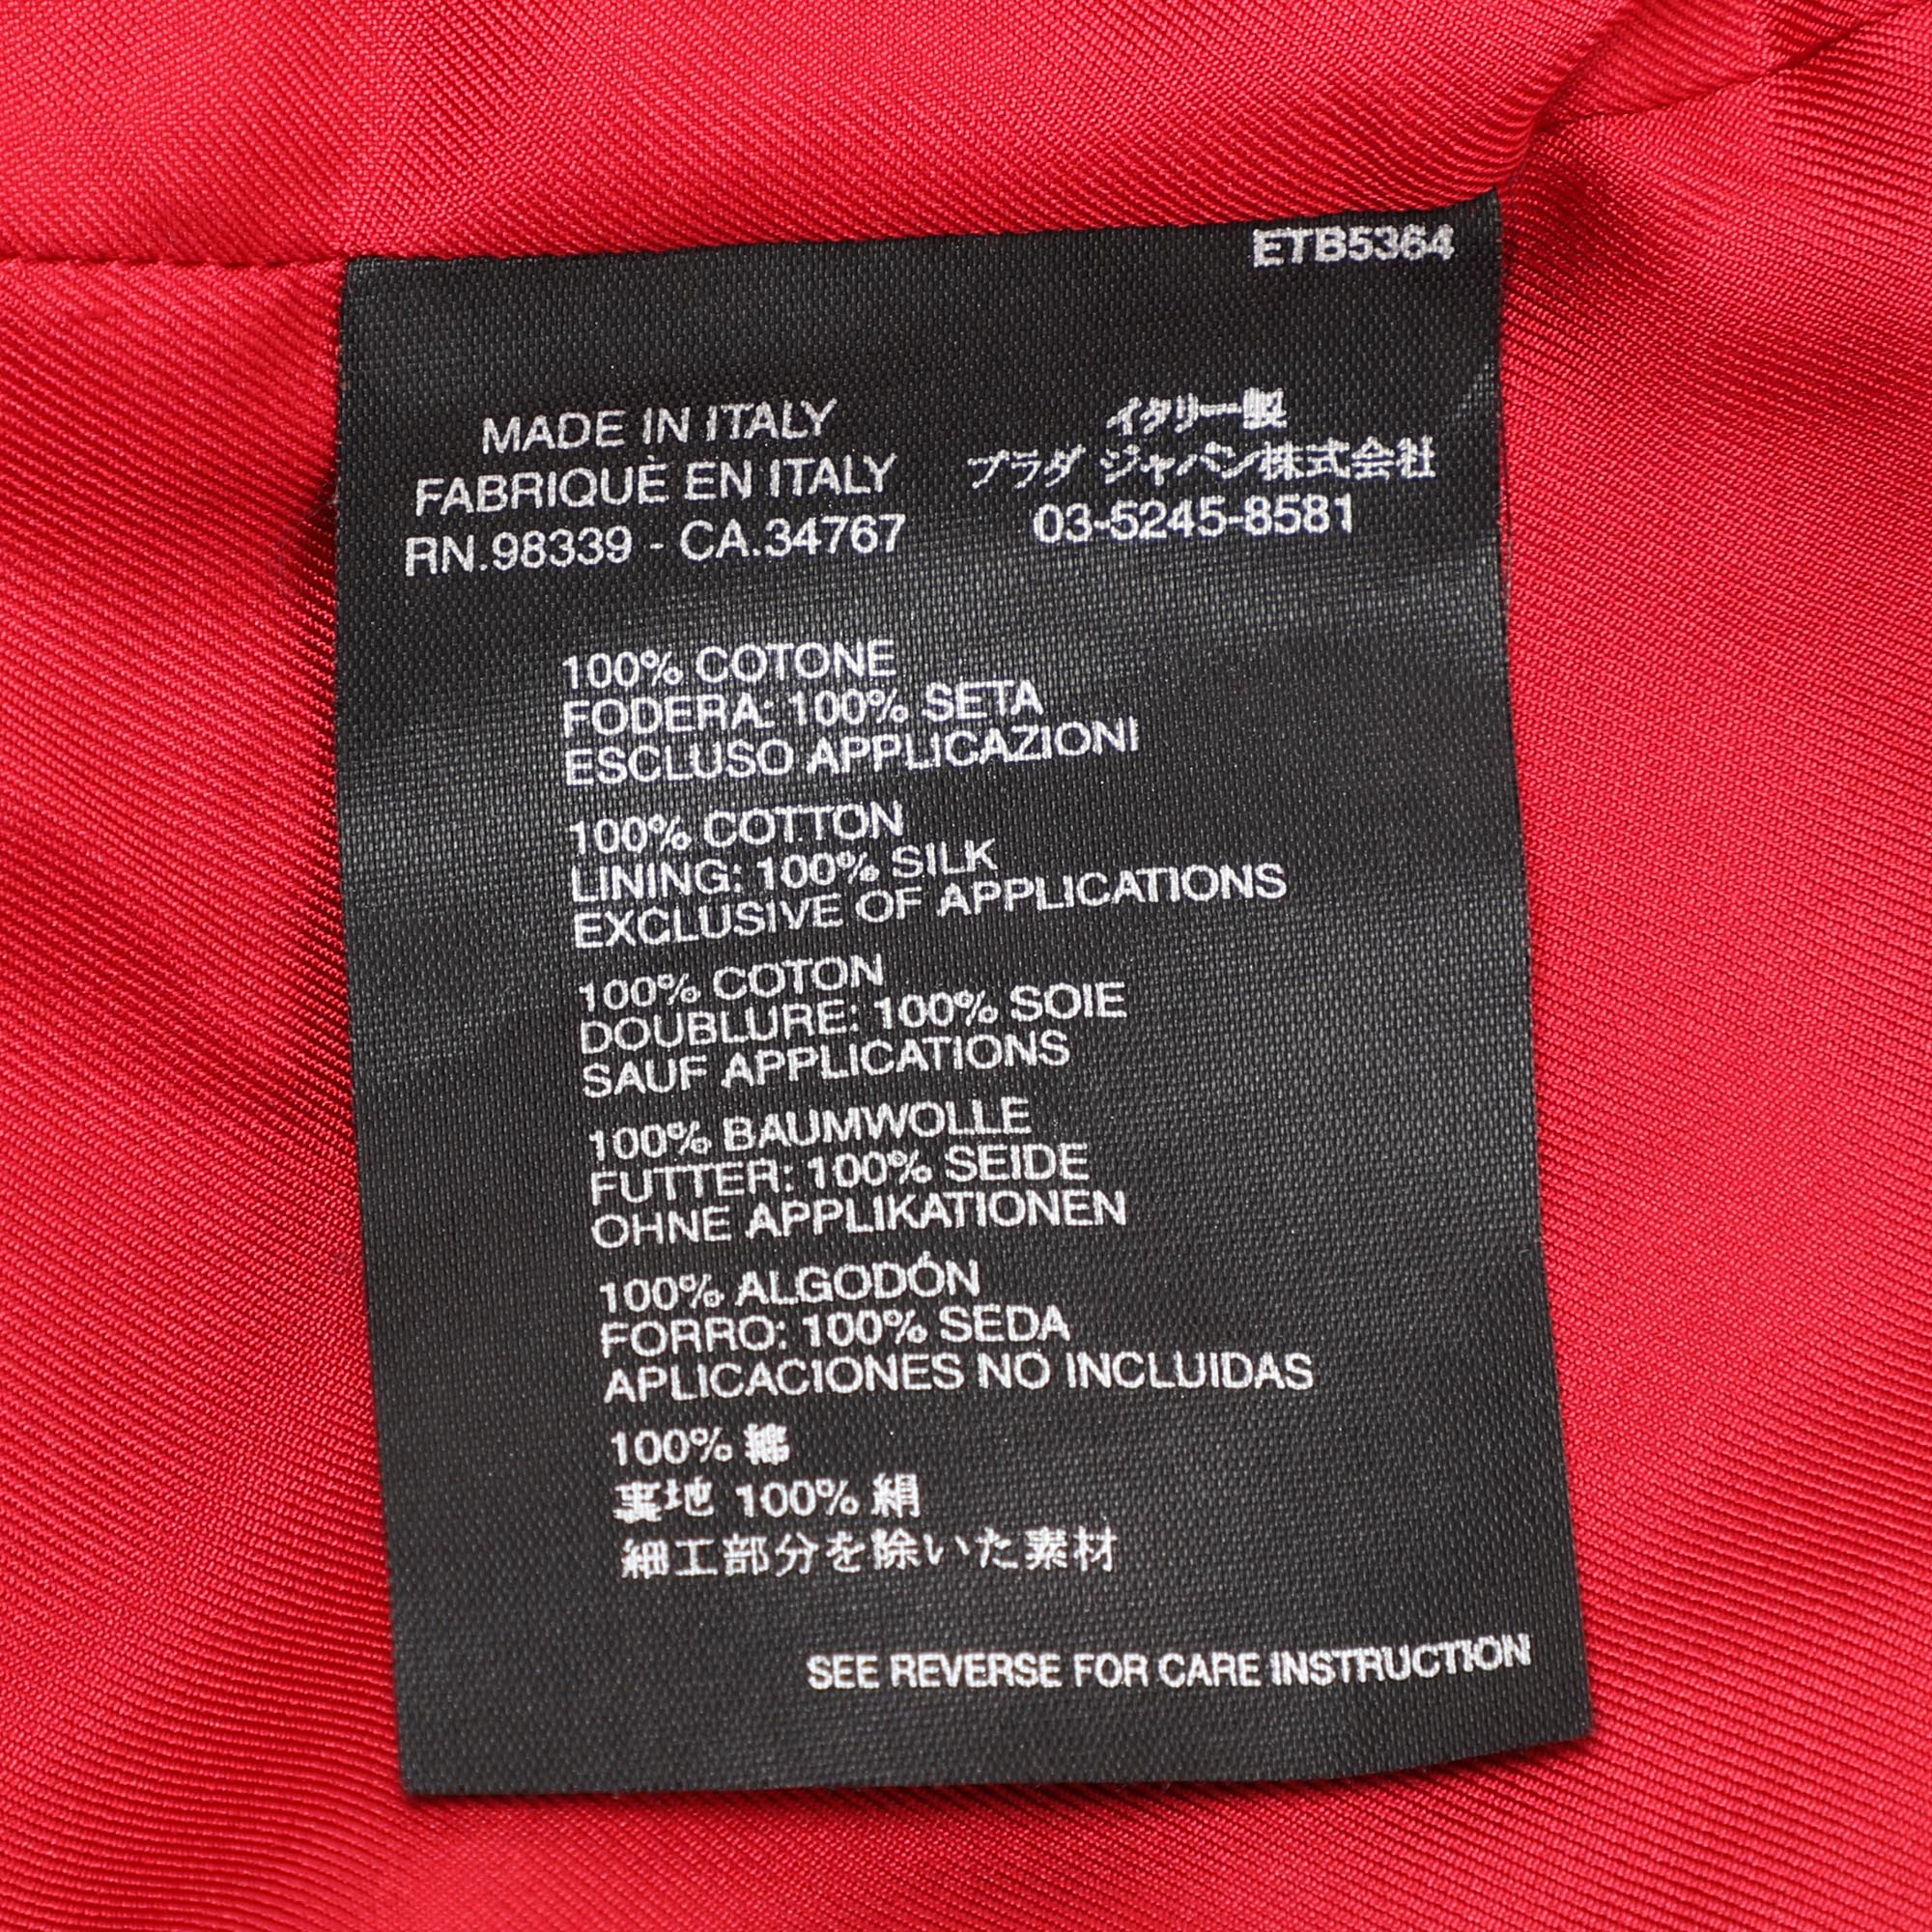 ETB5364
MADE IN ITALY
FABRIQUÈ EN ITALY
RN.98339 - CA.34767
イタリー製
プラダ ジャパン株式会社
03-5245-8581
100% COTONE
FODERA: 100% SETA
ESCLUSO APPLICAZIONI
100% COTTON
LINING: 100% SILK
EXCLUSIVE OF APPLICATIONS
100% COTON
DOUBLURE: 100% SOIE
SAUF APPLICATIONS
100% BAUMWOLLE
FUTTER: 100% SEIDE
OHNE APPLIKATIONEN
100% ALGODÓN
FORRO: 100% SEDA
APLICACIONES NO INCLUIDAS
100% 綿
裏地 100% 絹
細工部分を除いた素材
SEE REVERSE FOR CARE INSTRUCTION